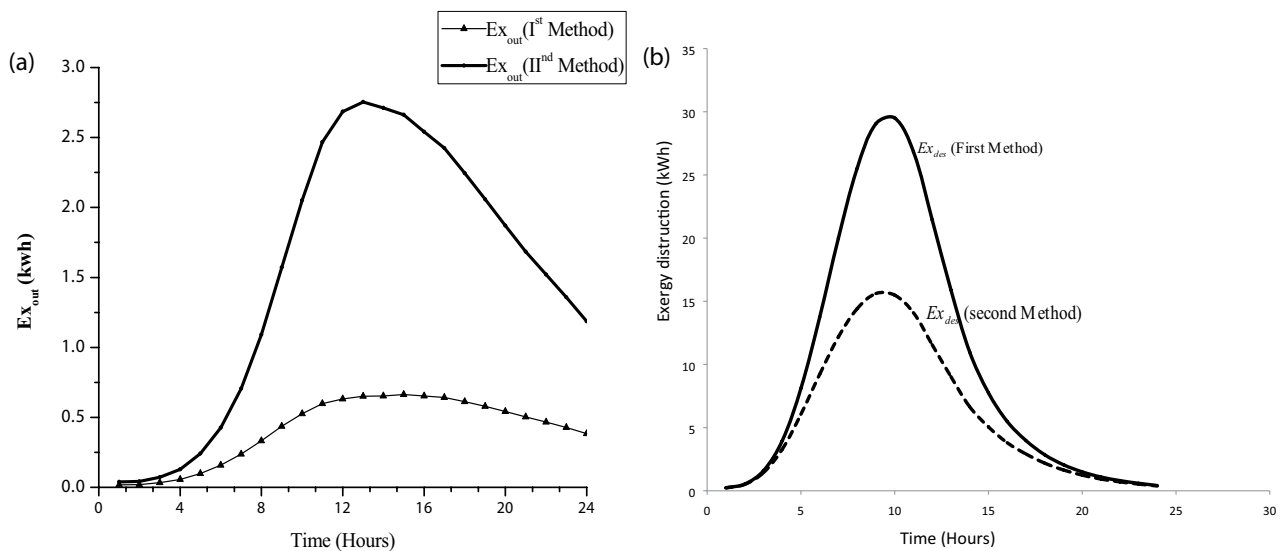 (a)
Ex_out (I^st Method)
Ex_out (II^nd Method)
3.0
2.5
2.0
1.5
1.0
0.5
0.0
Ex_out (kwh)
0 4 8 12 16 20 24
Time (Hours)
(b)
35
30
25
20
15
10
5
0
Exergy distruction (kWh)
Ex_des (First Method)
Ex_des (second Method)
0 5 10 15 20 25 30
Time (Hours)